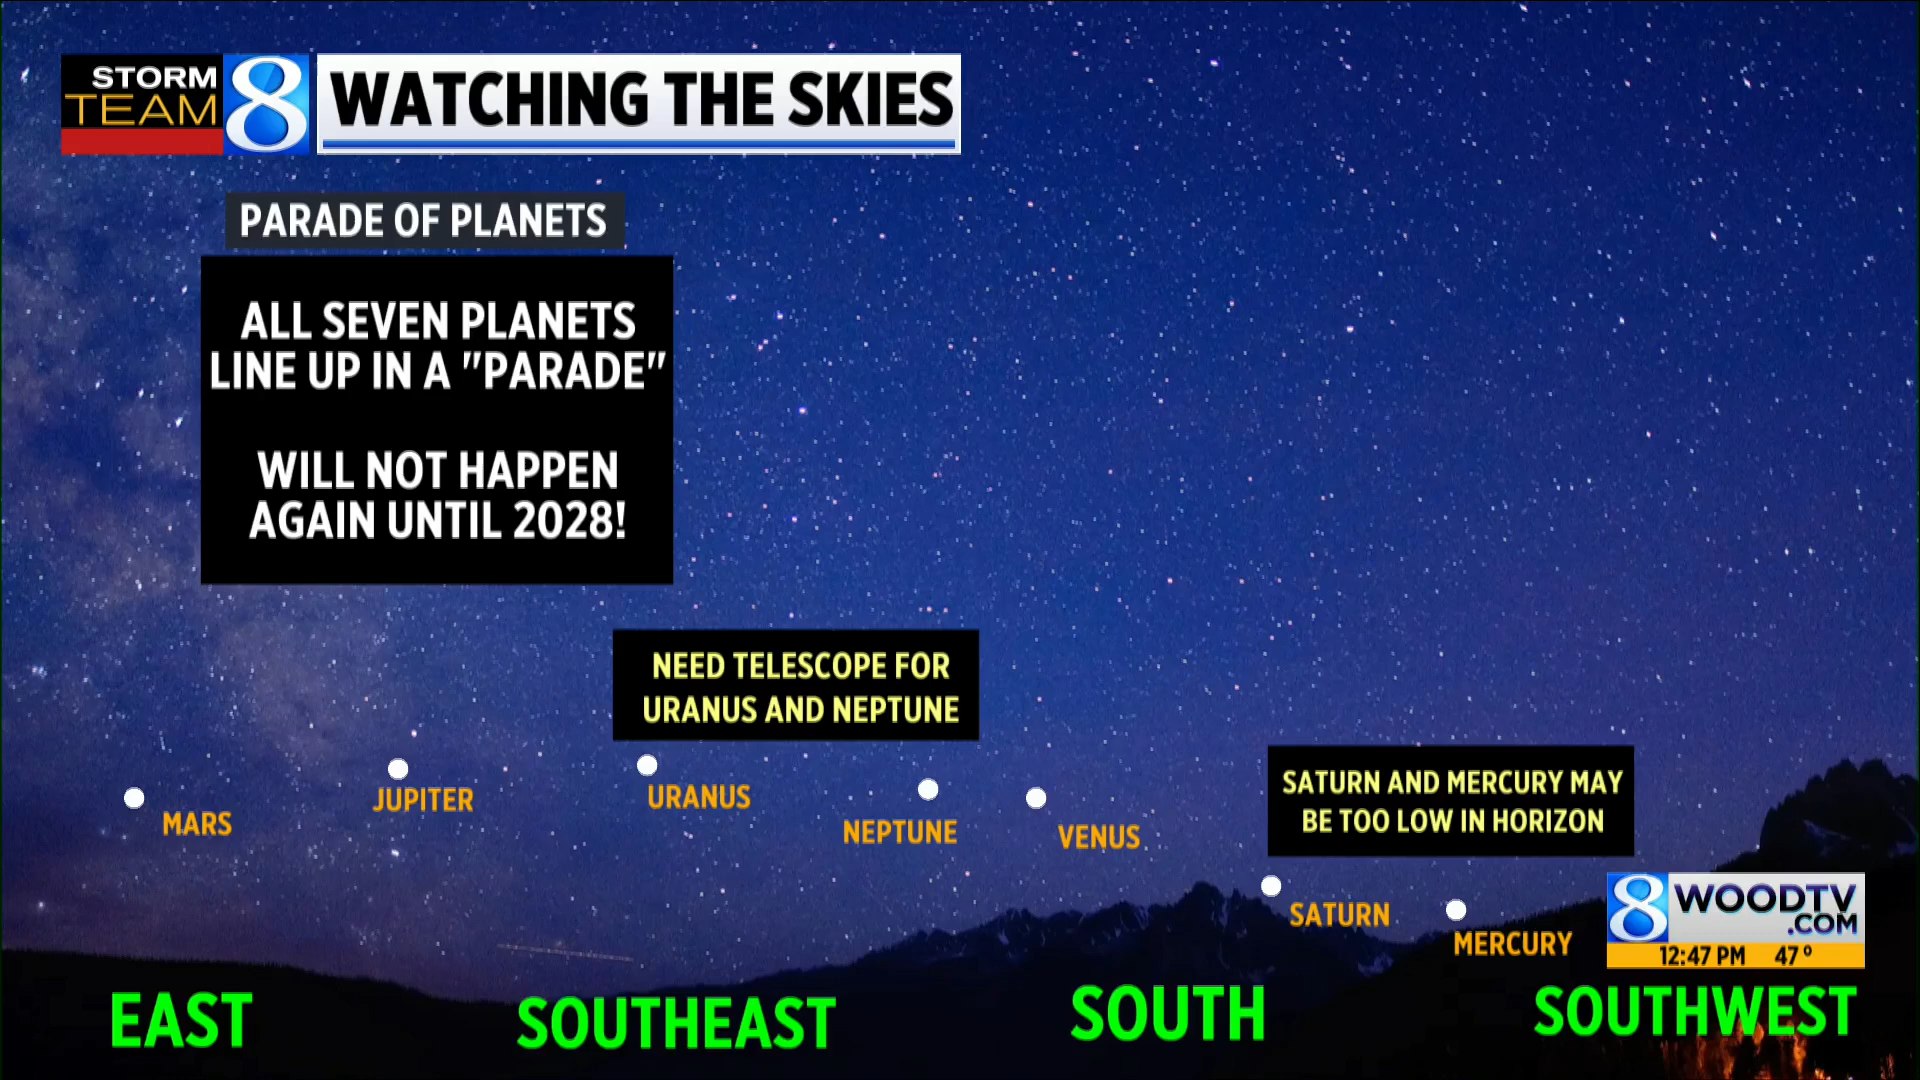 STORM
TEAM
8
WATCHING THE SKIES
PARADE OF PLANETS
ALL SEVEN PLANETS
LINE UP IN A "PARADE"
WILL NOT HAPPEN
AGAIN UNTIL 2028!
NEED TELESCOPE FOR
URANUS AND NEPTUNE
SATURN AND MERCURY MAY
BE TOO LOW IN HORIZON
MARS
JUPITER
URANUS
NEPTUNE
VENUS
SATURN
MERCURY
8 WOODTV
.COM
12:47 PM 47°
EAST
SOUTHEAST
SOUTH
SOUTHWEST